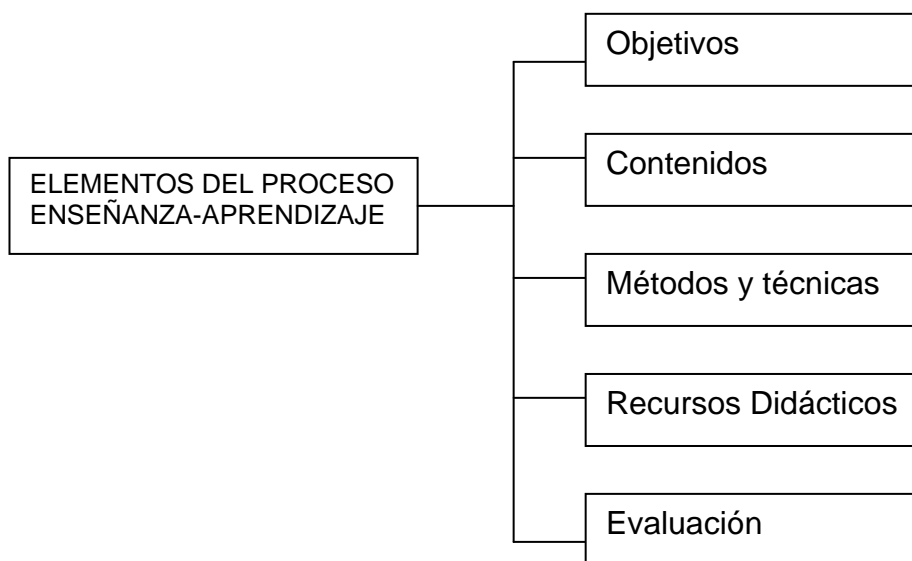 Objetivos
Contenidos
ELEMENTOS DEL PROCESO
ENSEÑANZA-APRENDIZAJE
Métodos y técnicas
Recursos Didácticos
Evaluación